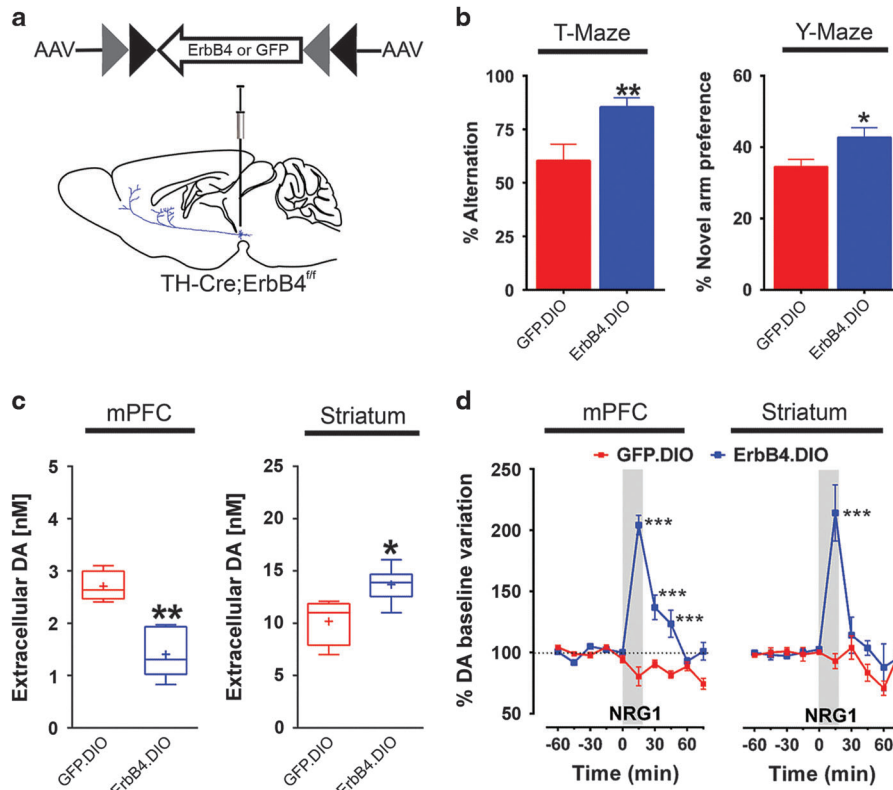 a
AAV
ErbB4 or GFP
AAV
TH-Cre;ErbB4f/f
b
T-Maze
Y-Maze
% Alternation
100
75
50
25
0
**
GFP.DIO
ErbB4.DIO
% Novel arm preference
60
40
20
0
*
GFP.DIO
ErbB4.DIO
c
mPFC
Striatum
Extracellular DA [nM]
5
4
3
2
1
0
**
GFP.DIO
ErbB4.DIO
Extracellular DA [nM]
25
20
15
10
5
0
*
GFP.DIO
ErbB4.DIO
d
mPFC
Striatum
GFP.DIO
ErbB4.DIO
% DA baseline variation
250
200
150
100
50
***
***
***
***
NRG1
NRG1
-60 -30 0 30 60
-60 -30 0 30 60
Time (min)
Time (min)